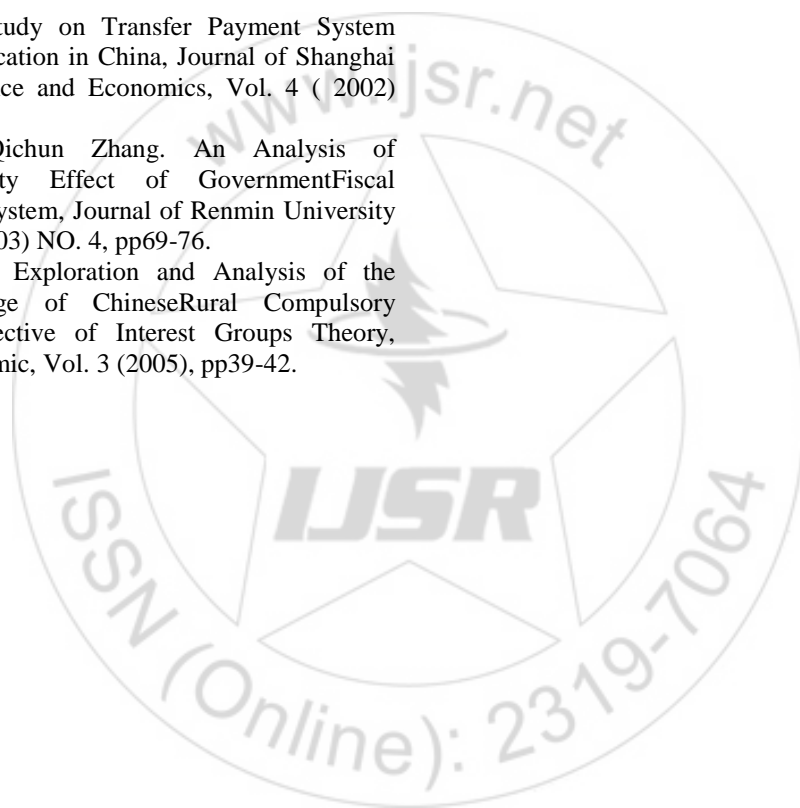 tudy on Transfer Payment System
cation in China, Journal of Shanghai
ce and Economics, Vol. 4 ( 2002)
Qichun Zhang. An Analysis of
ty Effect of GovernmentFiscal
ystem, Journal of Renmin University
03) NO. 4, pp69-76.
Exploration and Analysis of the
ge of ChineseRural Compulsory
ective of Interest Groups Theory,
mic, Vol. 3 (2005), pp39-42.
www.ijsr.net
IJSR
ISSN (Online): 2319-7064